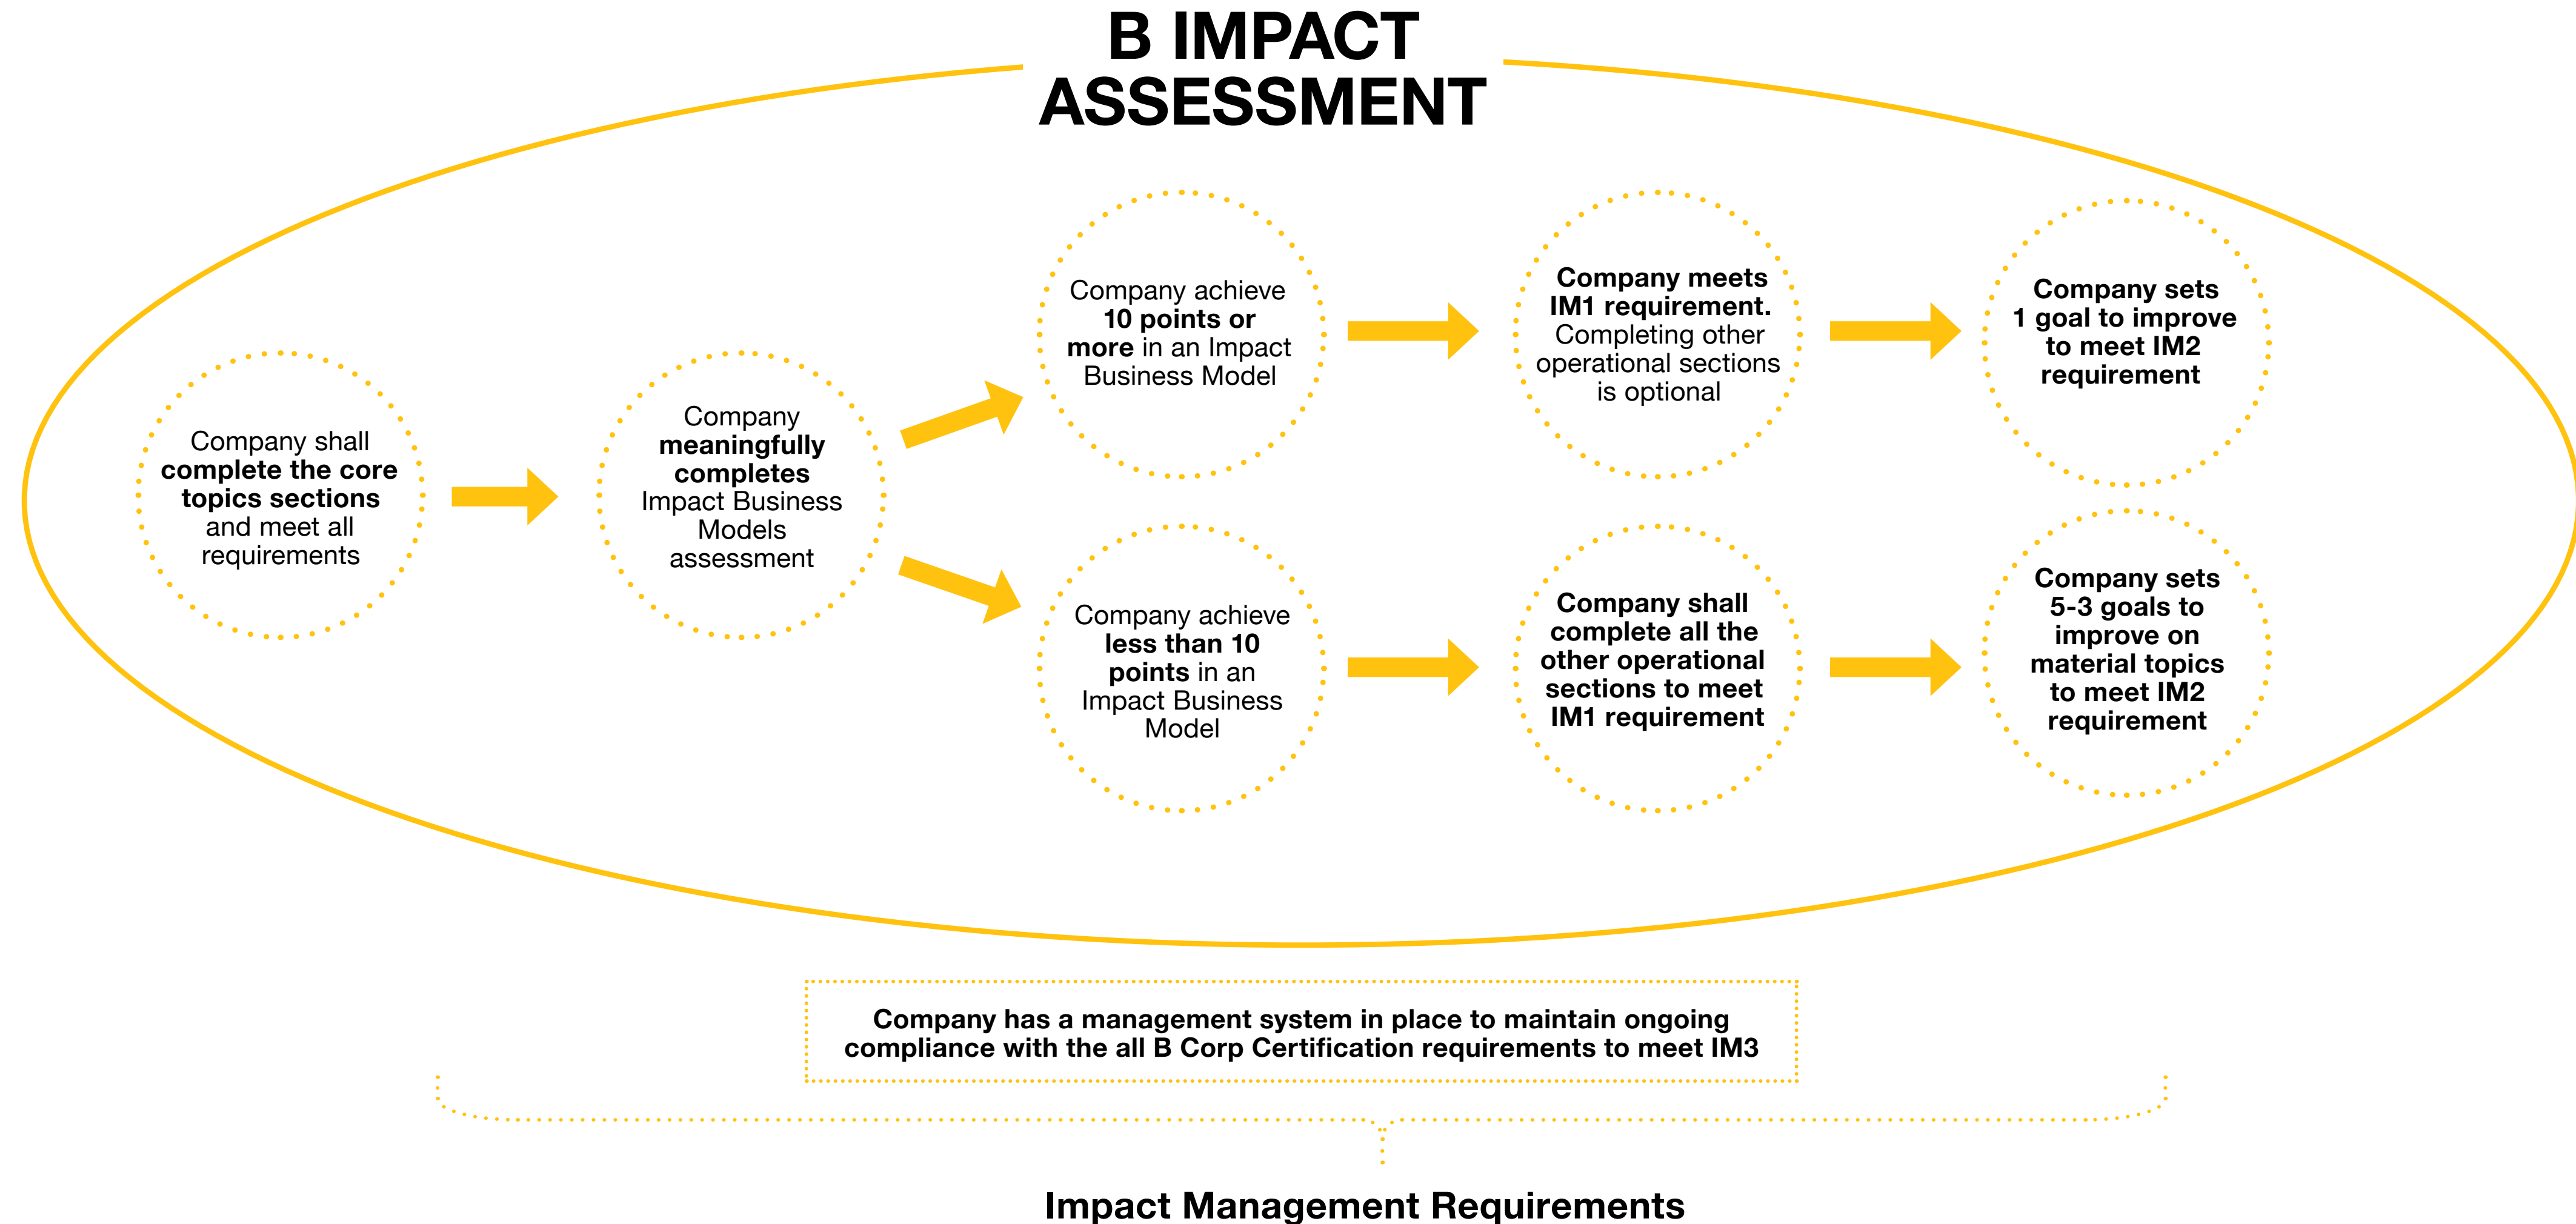 B IMPACT
ASSESSMENT
Company shall
complete the core
topics sections
and meet all
requirements
Company
meaningfully
completes
Impact Business
Models
assessment
Company achieve
10 points or
more in an Impact
Business Model
Company meets
IM1 requirement.
Completing other
operational sections
is optional
Company sets
1 goal to improve
to meet IM2
requirement
Company achieve
less than 10
points in an
Impact Business
Model
Company shall
complete all the
other operational
sections to meet
IM1 requirement
Company sets
5-3 goals to
improve on
material topics
to meet IM2
requirement
Company has a management system in place to maintain ongoing
compliance with the all B Corp Certification requirements to meet IM3
Impact Management Requirements